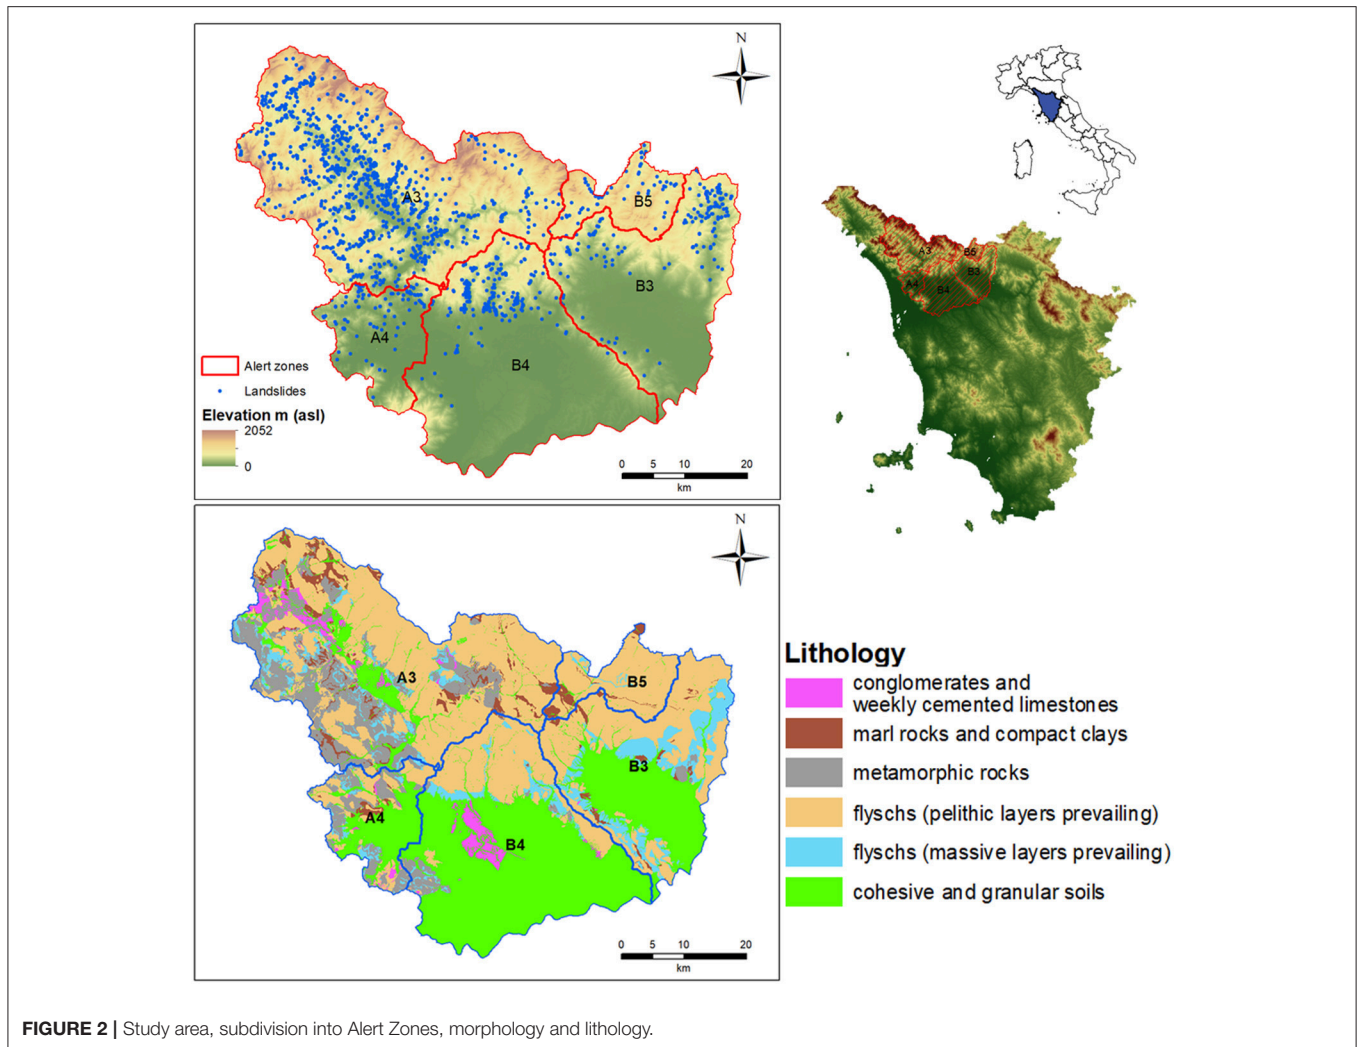 N
A3
B5
B3
A4
B4
Alert zones
Landslides
Elevation m (asl)
2052
0
0 5 10 20
km
A3
B5
B3
A4
B4
N
A3
B5
B3
A4
B4
0 5 10 20
km
Lithology
conglomerates and
weekly cemented limestones
marl rocks and compact clays
metamorphic rocks
flyschs (pelithic layers prevailing)
flyschs (massive layers prevailing)
cohesive and granular soils
FIGURE 2 | Study area, subdivision into Alert Zones, morphology and lithology.